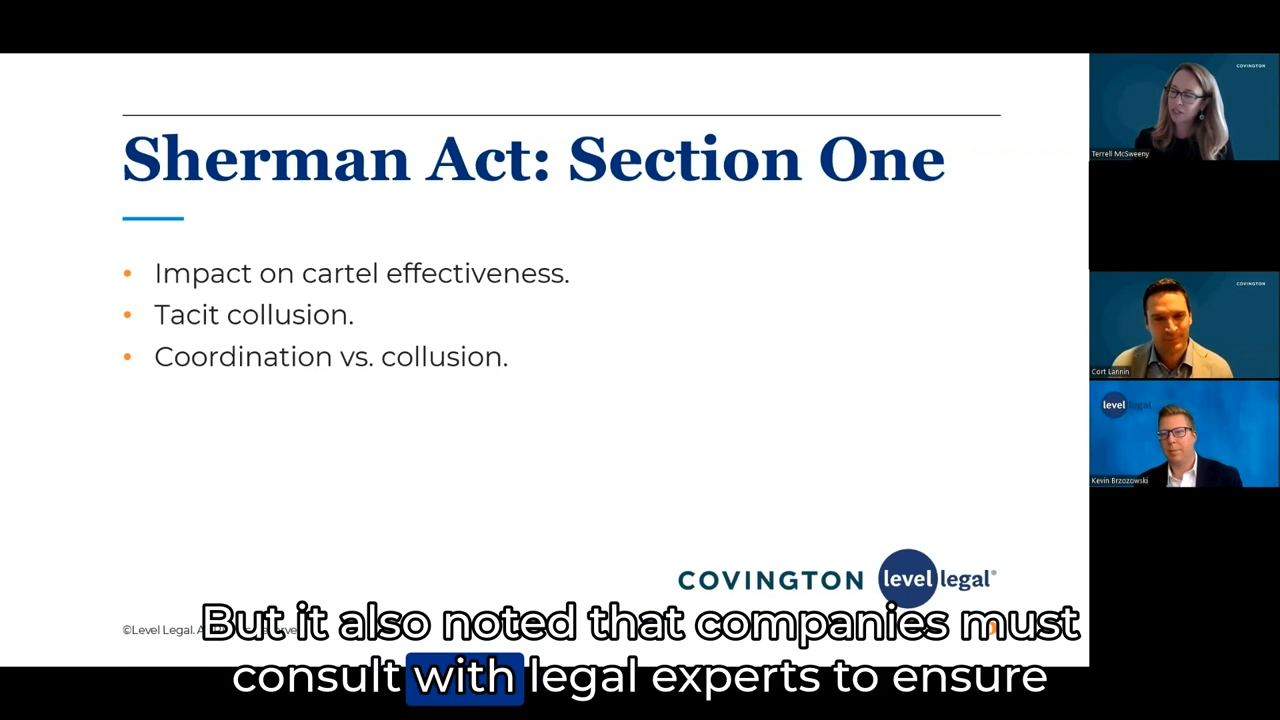 COVINGTON
Terrell McSweeny
Sherman Act: Section One
• Impact on cartel effectiveness.
• Tacit collusion.
• Coordination vs. collusion.
COVINGTON
Cort Lannin
level legal
Kevin Brzozowski
COVINGTON level legal®
©Level Legal.
But it also noted that companies must
consult with legal experts to ensure